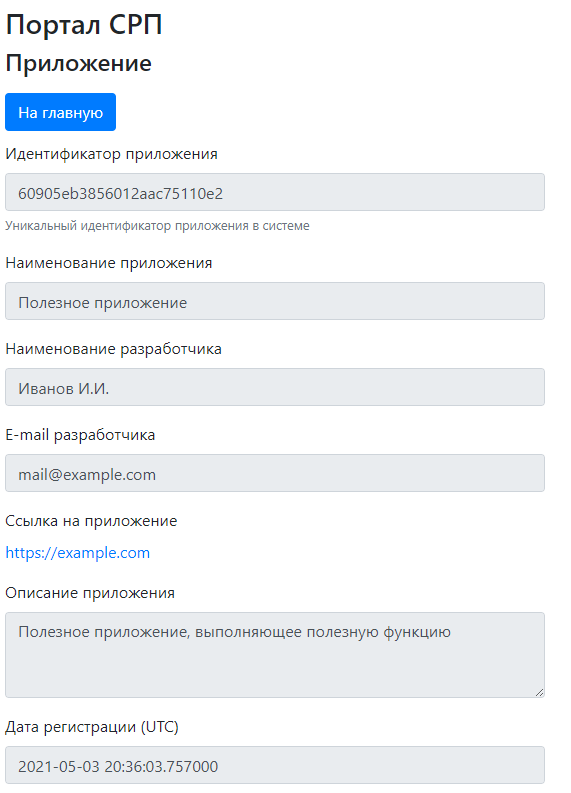 Портал СРП
Приложение
На главную
Идентификатор приложения
60905eb3856012aac75110e2
Уникальный идентификатор приложения в системе
Наименование приложения
Полезное приложение
Наименование разработчика
Иванов И.И.
E-mail разработчика
mail@example.com
Ссылка на приложение
https://example.com
Описание приложения
Полезное приложение, выполняющее полезную функцию
Дата регистрации (UTC)
2021-05-03 20:36:03.757000